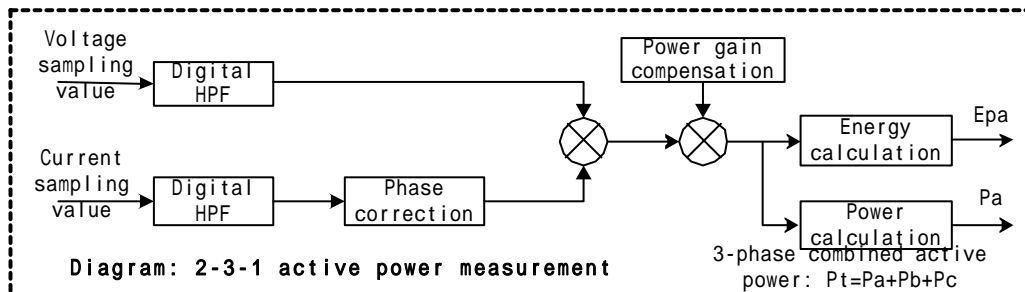 Voltage
sampling
value
Digital
HPF
Power gain
compensation
Energy
calculation
Epa
Current
sampling
value
Digital
HPF
Phase
correction
Power
calculation
Pa
3-phase combined active
power: Pt=Pa+Pb+Pc
Diagram: 2-3-1 active power measurement